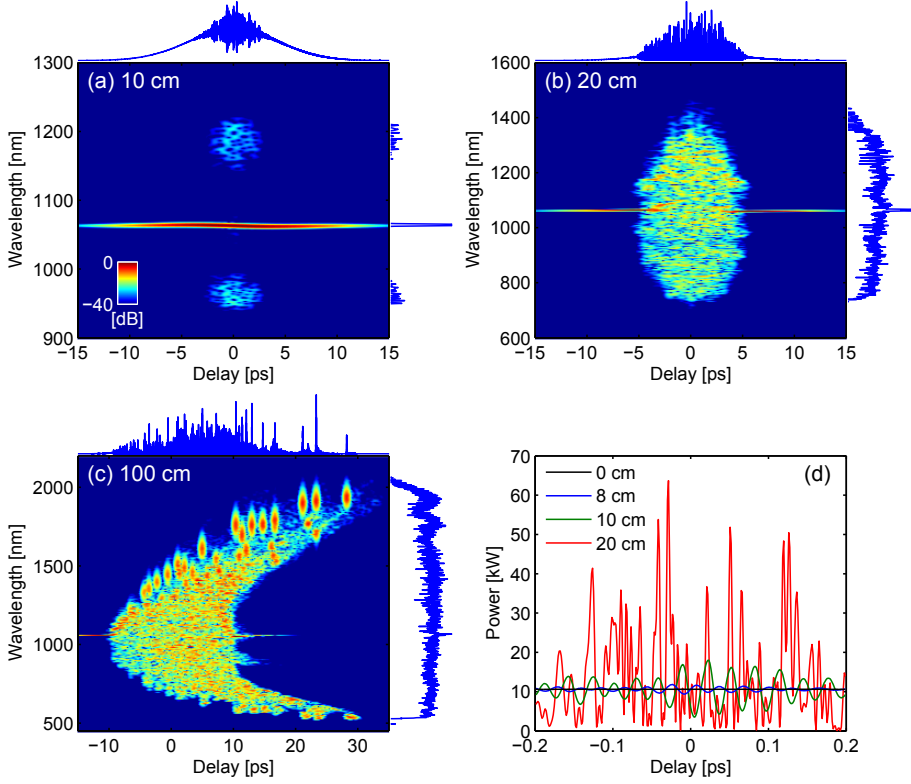 (a) 10 cm
Wavelength [nm]
1300
1200
1100
1000
900
0
−40
[dB]
−15 −10 −5 0 5 10 15
Delay [ps]
(b) 20 cm
Wavelength [nm]
1600
1400
1200
1000
800
600
−15 −10 −5 0 5 10 15
Delay [ps]
(c) 100 cm
Wavelength [nm]
2000
1500
1000
500
−10 0 10 20 30
Delay [ps]
(d)
0 cm
8 cm
10 cm
20 cm
Power [kW]
70
60
50
40
30
20
10
0
−0.2 −0.1 0 0.1 0.2
Delay [ps]